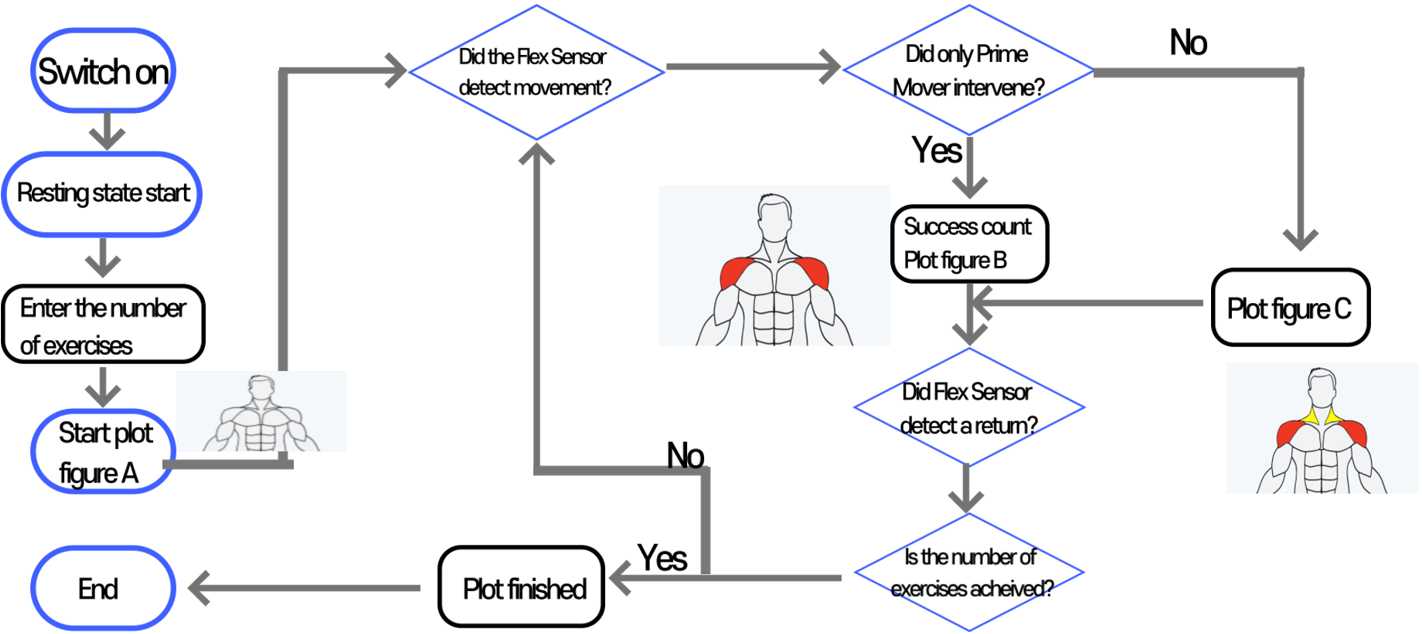 Switch on
Resting state start
Enter the number
of exercises
Start plot
figure A
Did the Flex Sensor
detect movement?
Did only Prime
Mover intervene?
No
Yes
Success count
Plot figure B
Plot figure C
Did Flex Sensor
detect a return?
Is the number of
exercises acheived?
No
Yes
Plot finished
End